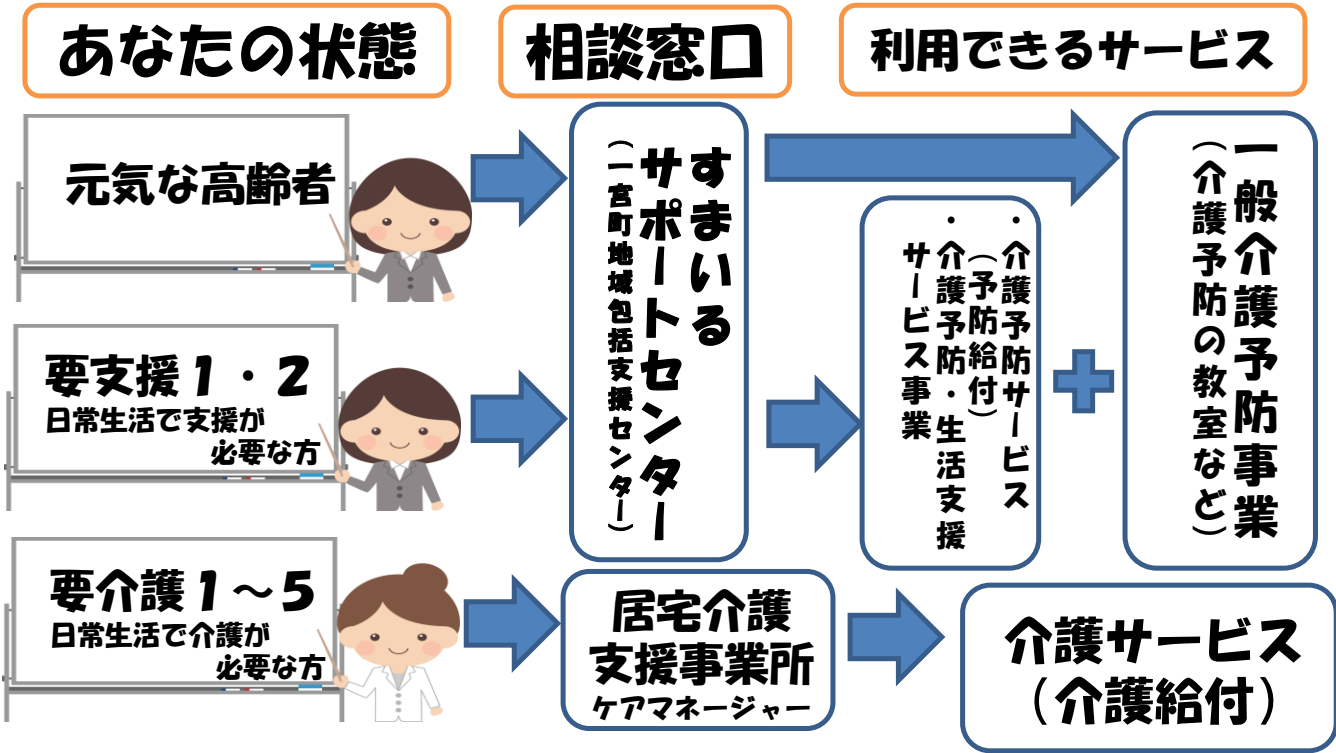 あなたの状態
相談窓口
利用できるサービス
元気な高齢者
要支援1・2
日常生活で支援が
必要な方
要介護1～5
日常生活で介護が
必要な方
すまいる
サポートセンター
(一宮町地域包括支援センター)
居宅介護
支援事業所
ケアマネージャー
・介護予防サービス
(予防給付)
・介護予防・生活支援
サービス事業
一般介護予防事業
(介護予防の教室など)
介護サービス
(介護給付)